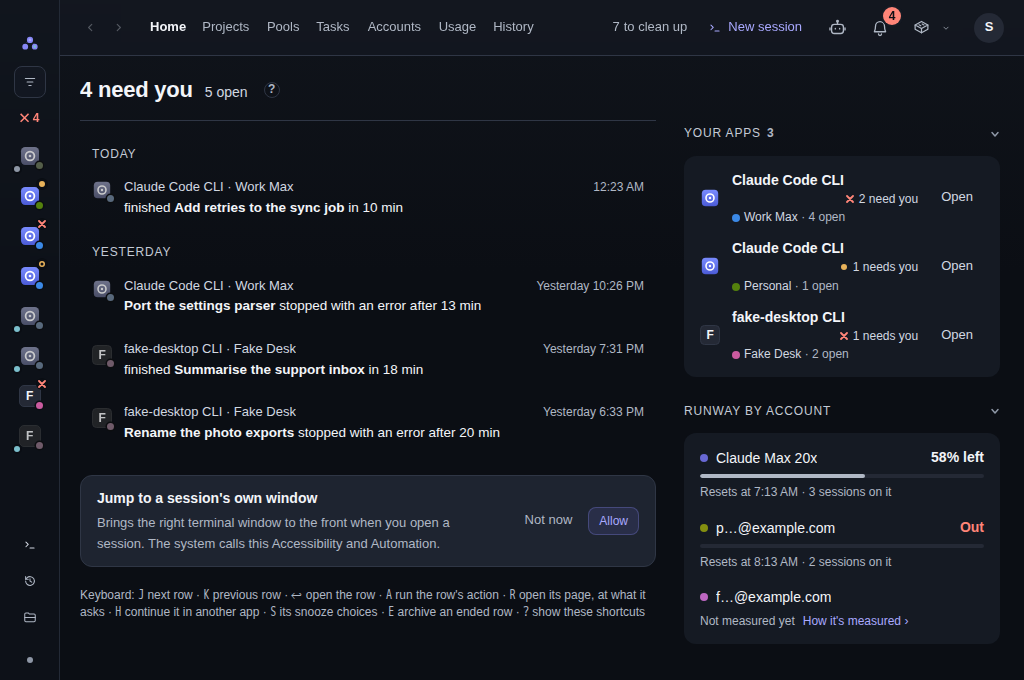 Home Projects Pools Tasks Accounts Usage History 7 to clean up New session 4 S
4
F
F
4 need you 5 open ?
TODAY
Claude Code CLI · Work Max 12:23 AM
finished Add retries to the sync job in 10 min
YESTERDAY
Claude Code CLI · Work Max Yesterday 10:26 PM
Port the settings parser stopped with an error after 13 min
F fake-desktop CLI · Fake Desk Yesterday 7:31 PM
finished Summarise the support inbox in 18 min
F fake-desktop CLI · Fake Desk Yesterday 6:33 PM
Rename the photo exports stopped with an error after 20 min
Jump to a session's own window
Brings the right terminal window to the front when you open a
session. The system calls this Accessibility and Automation.
Not now Allow
Keyboard: J next row · K previous row · ↩ open the row · A run the row's action · R open its page, at what it
asks · H continue it in another app · S its snooze choices · E archive an ended row · ? show these shortcuts
YOUR APPS 3
Claude Code CLI
2 need you Open
Work Max · 4 open
Claude Code CLI
1 needs you Open
Personal · 1 open
fake-desktop CLI
F 1 needs you Open
Fake Desk · 2 open
RUNWAY BY ACCOUNT
Claude Max 20x 58% left
Resets at 7:13 AM · 3 sessions on it
p…@example.com Out
Resets at 8:13 AM · 2 sessions on it
f…@example.com
Not measured yet How it's measured ›